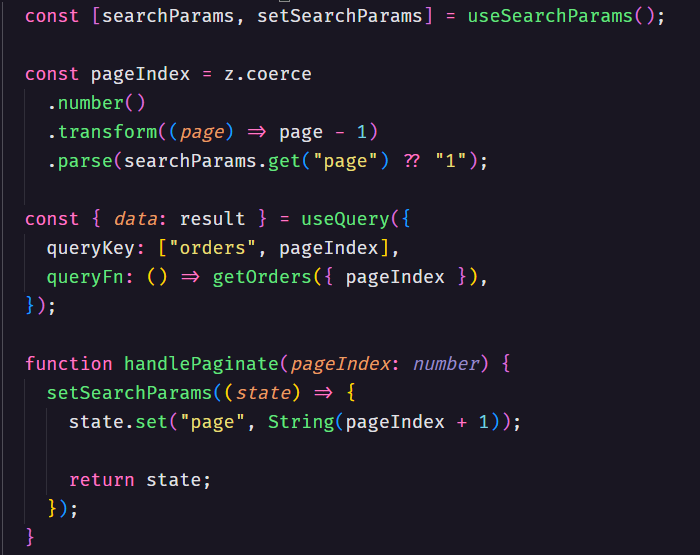 const [searchParams, setSearchParams] = useSearchParams();
const pageIndex = z.coerce
.number()
.transform((page) => page - 1)
.parse(searchParams.get("page") ?? "1");
const { data: result } = useQuery({
queryKey: ["orders", pageIndex],
queryFn: () => getOrders({ pageIndex }),
});
function handlePaginate(pageIndex: number) {
setSearchParams((state) => {
state.set("page", String(pageIndex + 1));
return state;
});
}